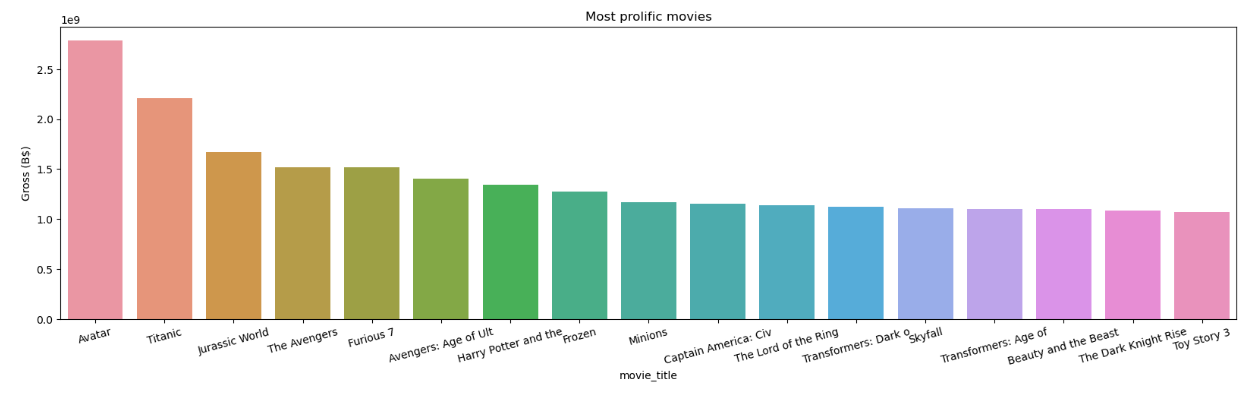 Most prolific movies
1e9
Gross (B$)
2.5
2.0
1.5
1.0
0.5
0.0
Avatar
Titanic
Jurassic World
The Avengers
Furious 7
Avengers: Age of Ult
Harry Potter and the
Frozen
Minions
Captain America: Civ
The Lord of the Ring
Transformers: Dark o
Skyfall
Transformers: Age of
Beauty and the Beast
The Dark Knight Rise
Toy Story 3
movie_title